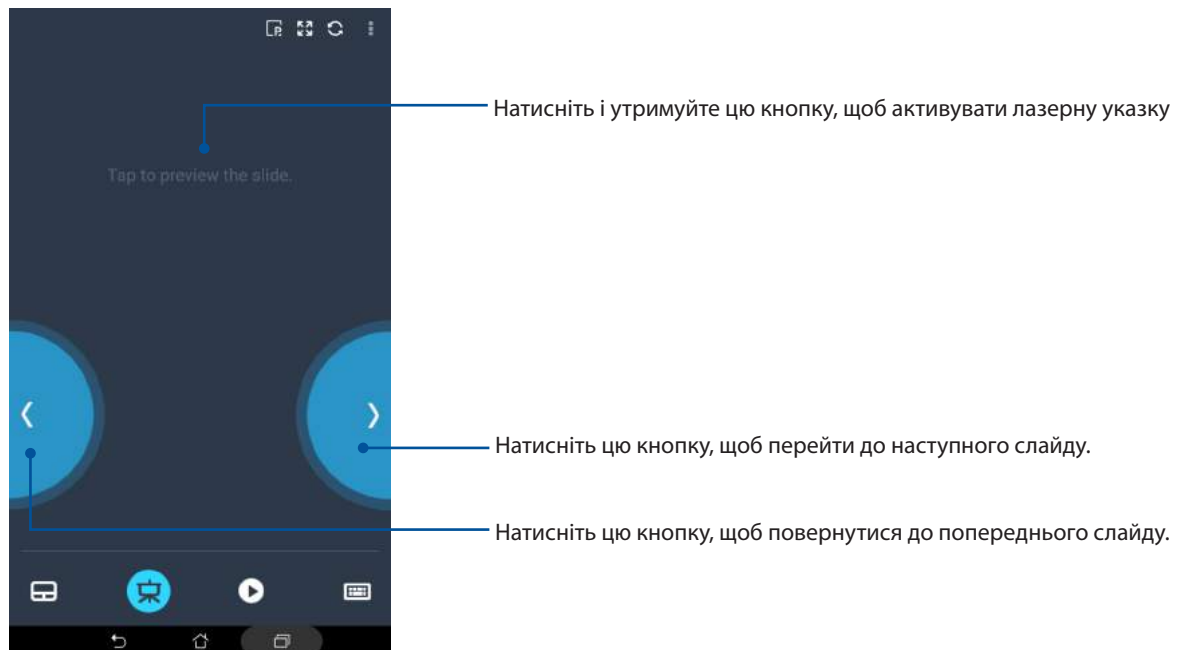 Натисніть і утримуйте цю кнопку, щоб активувати лазерну указку
Tap to preview the slide.
Натисніть цю кнопку, щоб перейти до наступного слайду.
Натисніть цю кнопку, щоб повернутися до попереднього слайду.